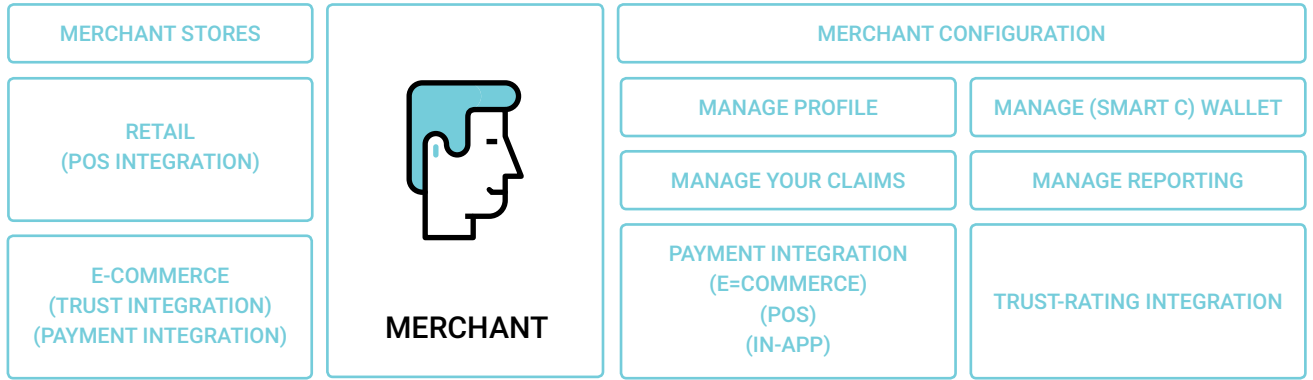 MERCHANT STORES
RETAIL
(POS INTEGRATION)
E-COMMERCE
(TRUST INTEGRATION)
(PAYMENT INTEGRATION)
MERCHANT
MERCHANT CONFIGURATION
MANAGE PROFILE
MANAGE (SMART C) WALLET
MANAGE YOUR CLAIMS
MANAGE REPORTING
PAYMENT INTEGRATION
(E=COMMERCE)
(POS)
(IN-APP)
TRUST-RATING INTEGRATION